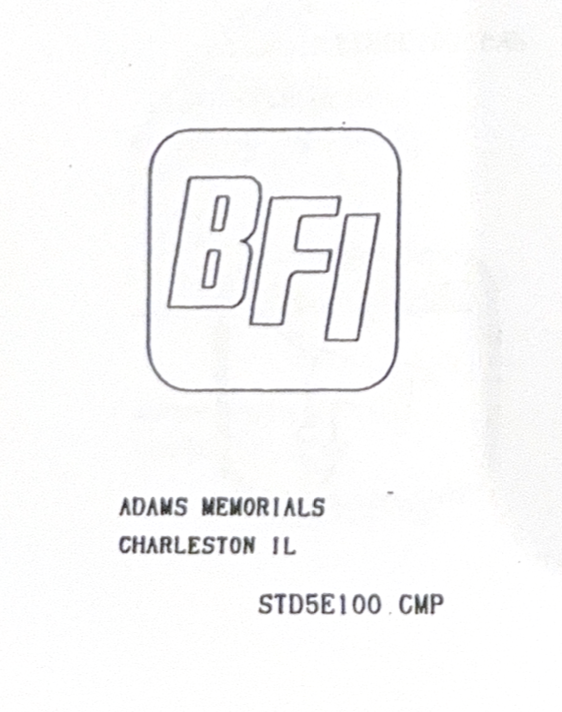 BFI
ADAMS MEMORIALS
CHARLESTON IL
STD5E100.CMP